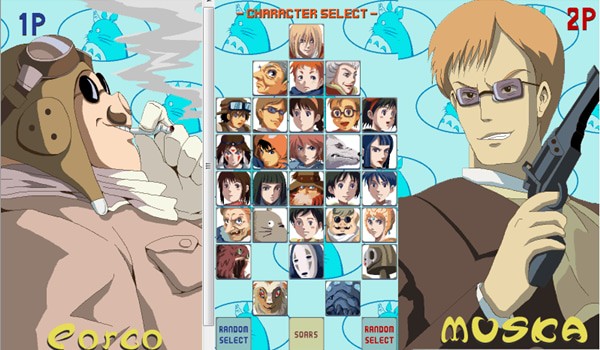 1P
- CHARACTER SELECT -
2P
RANDOM
SELECT
SOARS
RANDOM
SELECT
Porco
MUSKA